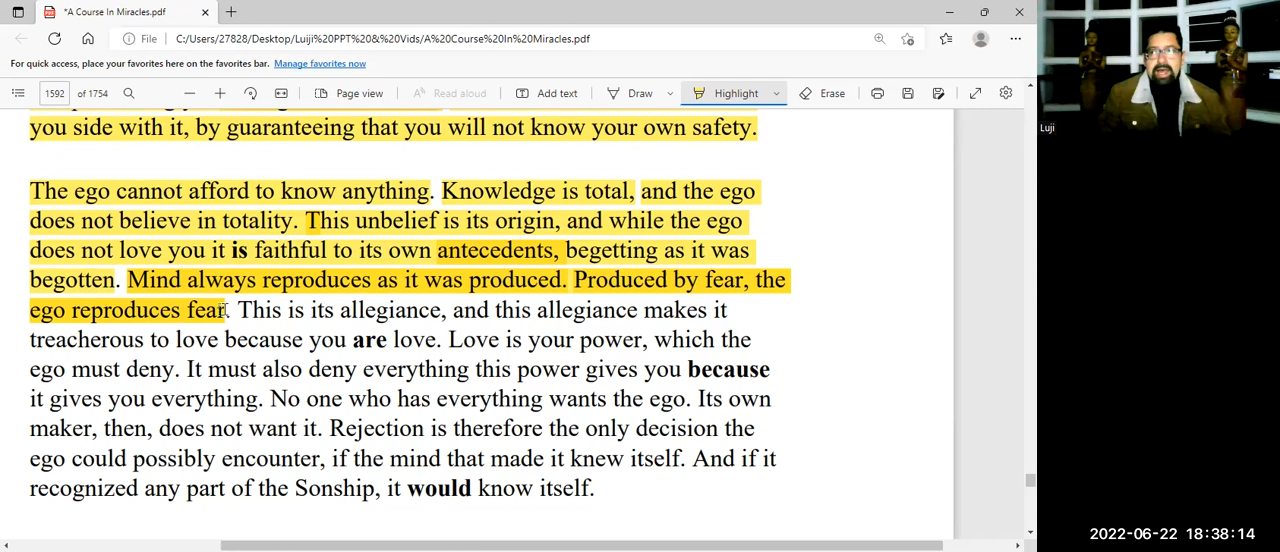 *A Course In Miracles.pdf
File C:/Users/27828/Desktop/Luiji%20PPT%20&%20Vids/A%20Course%20In%20Miracles.pdf
For quick access, place your favorites here on the favorites bar. Manage favorites now
1592 of 1754 Page view Read aloud Add text Draw Highlight Erase
you side with it, by guaranteeing that you will not know your own safety.
The ego cannot afford to know anything. Knowledge is total, and the ego
does not believe in totality. This unbelief is its origin, and while the ego
does not love you it is faithful to its own antecedents, begetting as it was
begotten. Mind always reproduces as it was produced. Produced by fear, the
ego reproduces fear. This is its allegiance, and this allegiance makes it
treacherous to love because you are love. Love is your power, which the
ego must deny. It must also deny everything this power gives you because
it gives you everything. No one who has everything wants the ego. Its own
maker, then, does not want it. Rejection is therefore the only decision the
ego could possibly encounter, if the mind that made it knew itself. And if it
recognized any part of the Sonship, it would know itself.
Luji
2022-06-22 18:38:14